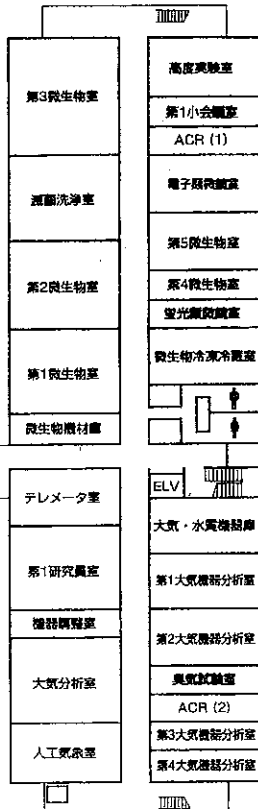 第3微生物室
滅菌洗浄室
第2微生物室
第1微生物室
微生物機材庫
テレメータ室
第1研究員室
機器調整室
大気分析室
人工気象室
高度実験室
第1小会議室
ACR (1)
電子顕微鏡室
第5微生物室
第4微生物室
蛍光顕微鏡室
微生物冷凍冷蔵室
ELV
大気・水質機器庫
第1大気機器分析室
第2大気機器分析室
臭気試験室
ACR (2)
第3大気機器分析室
第4大気機器分析室